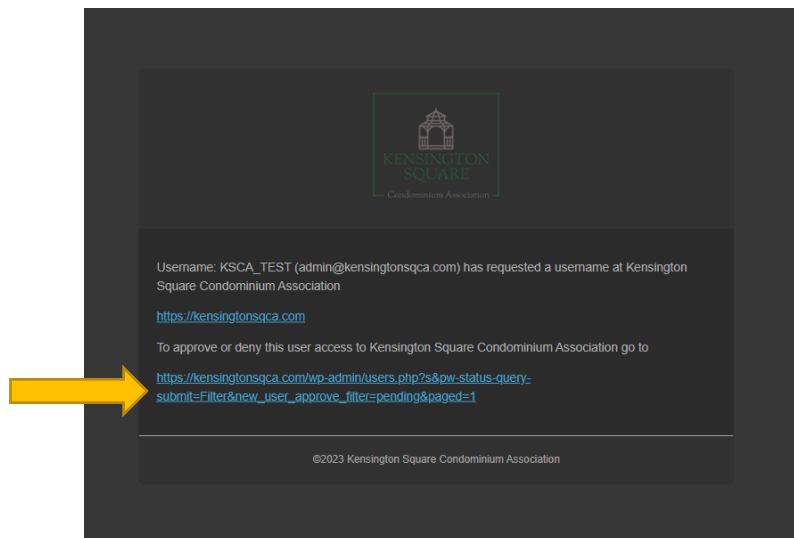 KENSINGTON
SQUARE
Condominium Association
Username: KSCA_TEST (admin@kensingtonsqca.com) has requested a username at Kensington
Square Condominium Association
https://kensingtonsqca.com
To approve or deny this user access to Kensington Square Condominium Association go to
https://kensingtonsqca.com/wp-admin/users.php?s&pw-status-query-
submit=Filter&new_user_approve_filter=pending&paged=1
©2023 Kensington Square Condominium Association